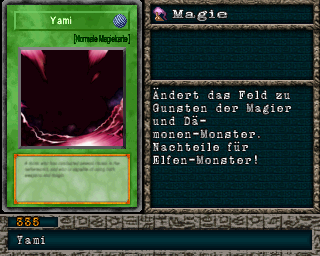 Yami
[Normale Magiekarte]
Magie
Ändert das Feld zu
Gunsten der Magier
und Dä-
monen-Monster.
Nachteile für
Elfen-Monster!
335
Yami